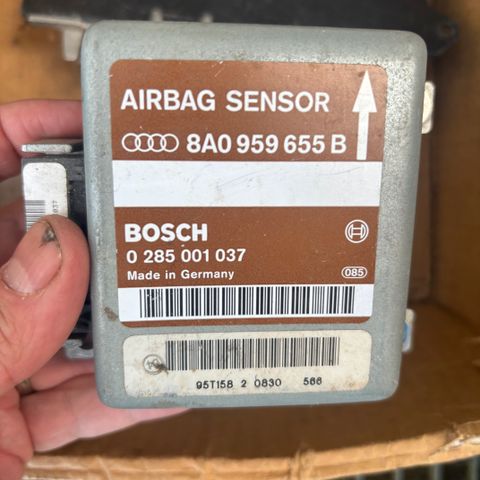 AIRBAG SENSOR
8A0 959 655 B
BOSCH
0 285 001 037
Made in Germany
085
95T158 2 0830 566